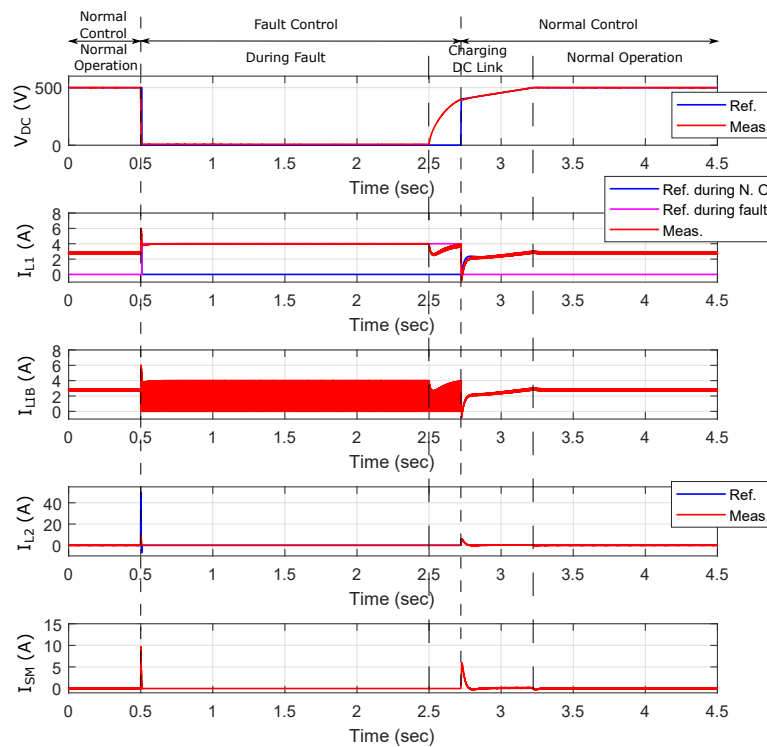 Normal Control
Fault Control
Normal Control
Normal Operation
During Fault
Charging DC Link
Normal Operation
V_DC (V)
500
0
Ref.
Meas.
0 0.5 1 1.5 2 2.5 3 3.5 4 4.5
Time (sec)
Ref. during N. C
Ref. during fault
Meas.
I_L1 (A)
8
6
4
2
0
0 0.5 1 1.5 2 2.5 3 3.5 4 4.5
Time (sec)
I_L1B (A)
8
6
4
2
0
0 0.5 1 1.5 2 2.5 3 3.5 4 4.5
Time (sec)
I_L2 (A)
40
20
0
Ref.
Meas.
0 0.5 1 1.5 2 2.5 3 3.5 4 4.5
Time (sec)
I_SM (A)
15
10
5
0
0 0.5 1 1.5 2 2.5 3 3.5 4 4.5
Time (sec)